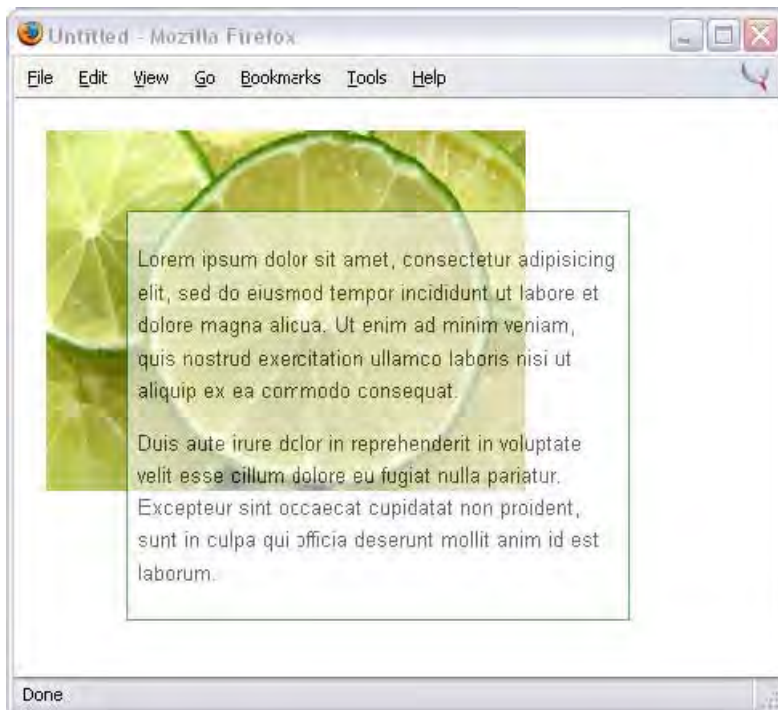 Untitled - Mozilla Firefox
File Edit View Go Bookmarks Tools Help
Lorem ipsum dolor sit amet, consectetur adipisicing
elit, sed do eiusmod tempor incididunt ut labore et
dolore magna alicua. Ut enim ad minim veniam,
quis nostrud exercitation ullamco laboris nisi ut
aliquip ex ea commodo consequat.
Duis aute irure dolor in reprehenderit in voluptate
velit esse cillum dolore eu fugiat nulla pariatur.
Excepteur sint occaecat cupidatat non proident,
sunt in culpa qui officia deserunt mollit anim id est
laborum.
Done